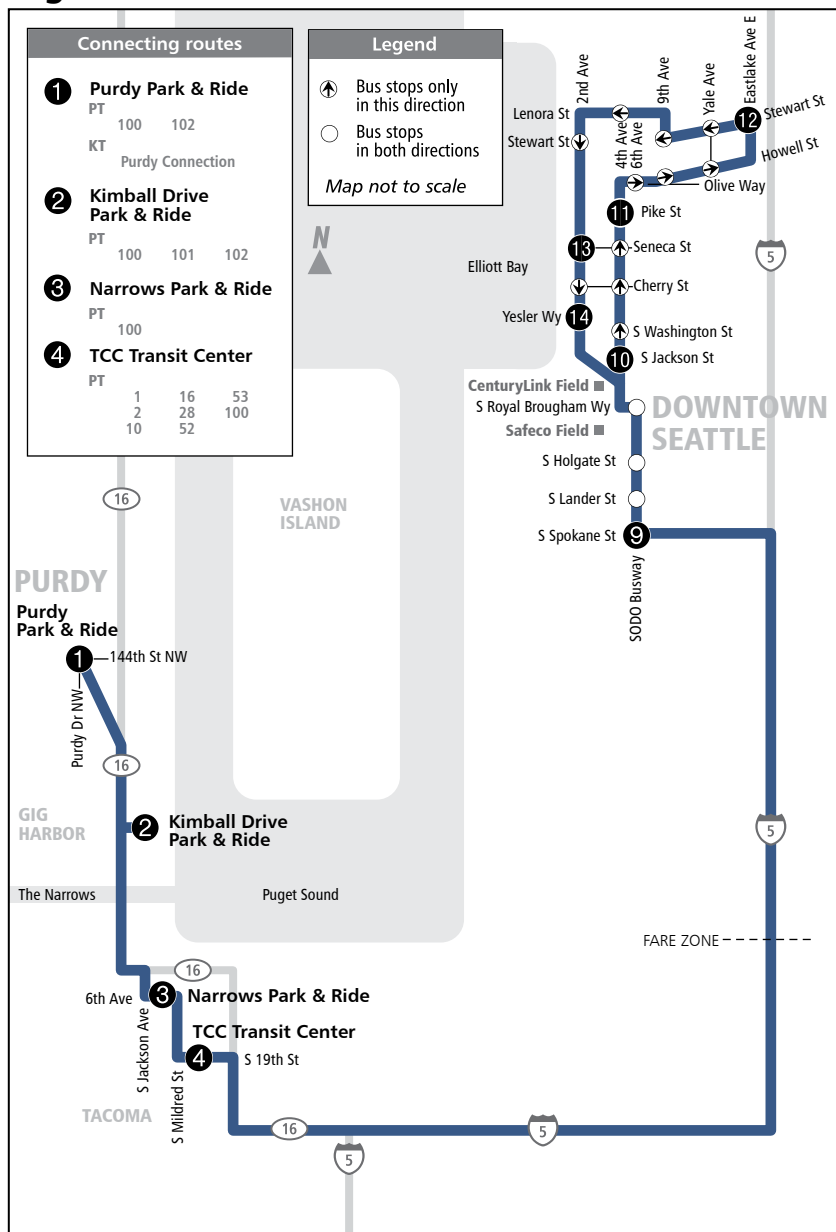 Connecting routes
1 Purdy Park & Ride
PT
100 102
KT
Purdy Connection
2 Kimball Drive
Park & Ride
PT
100 101 102
3 Narrows Park & Ride
PT
100
4 TCC Transit Center
PT
1 16 53
2 28 100
10 52
Legend
Bus stops only
in this direction
Bus stops
in both directions
Map not to scale
N
2nd Ave
9th Ave
Yale Ave
Eastlake Ave E
Lenora St
12
Stewart St
Stewart St
4th Ave
6th Ave
Howell St
Olive Way
11 Pike St
5
13 Seneca St
Elliott Bay
Cherry St
Yesler Wy 14
S Washington St
10 S Jackson St
CenturyLink Field
S Royal Brougham Wy
DOWNTOWN
SEATTLE
Safeco Field
S Holgate St
S Lander St
S Spokane St 9
SODO Busway
16
VASHON
ISLAND
PURDY
Purdy
Park & Ride
1 144th St NW
Purdy Dr NW
16
GIG
HARBOR
2 Kimball Drive
Park & Ride
5
The Narrows
Puget Sound
FARE ZONE
16
6th Ave
3 Narrows Park & Ride
S Jackson Ave
TCC Transit Center
4 S 19th St
S Mildred St
TACOMA
16
5
5